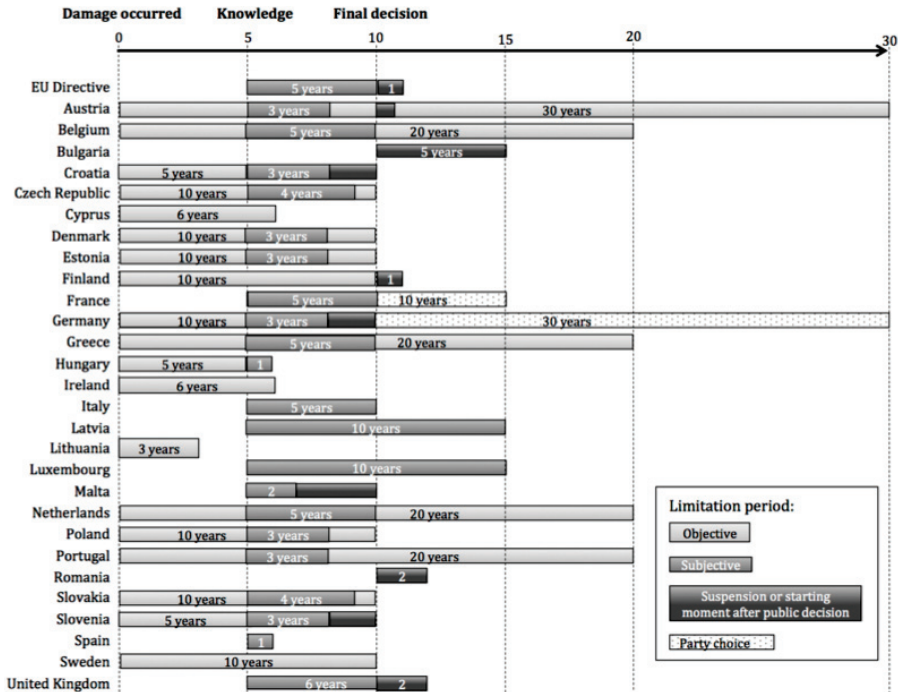 Damage occurred Knowledge Final decision
0 5 10 15 20 30
EU Directive 5 years 1
Austria 3 years 30 years
Belgium 5 years 20 years
Bulgaria 5 years
Croatia 5 years 3 years
Czech Republic 10 years 4 years
Cyprus 6 years
Denmark 10 years 3 years
Estonia 10 years 3 years
Finland 10 years 1
France 5 years 10 years
Germany 10 years 3 years 30 years
Greece 5 years 20 years
Hungary 5 years 1
Ireland 6 years
Italy 5 years
Latvia 10 years
Lithuania 3 years
Luxembourg 10 years
Malta 2
Netherlands 5 years 20 years
Poland 10 years 3 years
Portugal 3 years 20 years
Romania 2
Slovakia 10 years 4 years
Slovenia 5 years 3 years
Spain 1
Sweden 10 years
United Kingdom 6 years 2
Limitation period:
Objective
Subjective
Suspension or starting
moment after public decision
Party choice